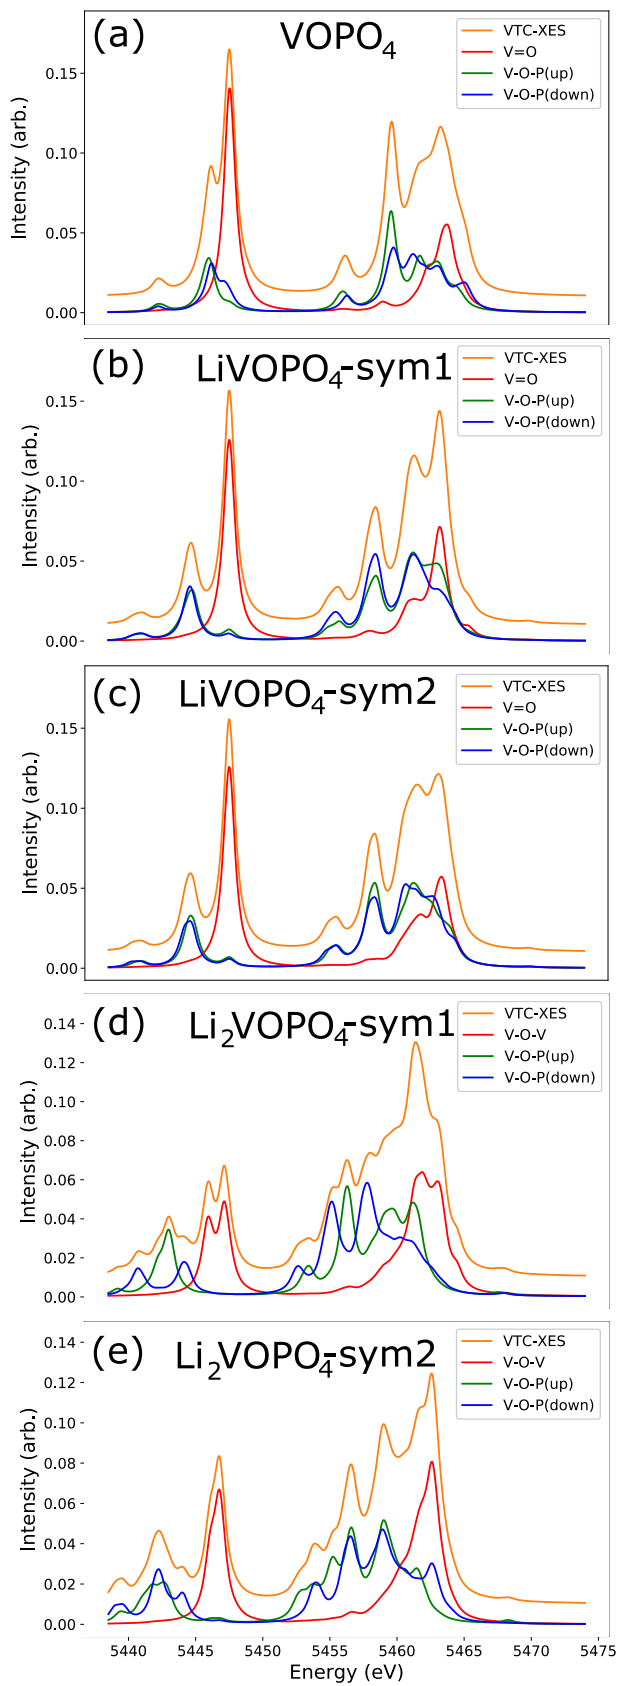 (a) VOPO₄
VTC-XES
V=O
V-O-P(up)
V-O-P(down)
Intensity (arb.)
0.15
0.10
0.05
0.00
(b) LiVOPO₄-sym1
VTC-XES
V=O
V-O-P(up)
V-O-P(down)
Intensity (arb.)
0.15
0.10
0.05
0.00
(c) LiVOPO₄-sym2
VTC-XES
V=O
V-O-P(up)
V-O-P(down)
Intensity (arb.)
0.15
0.10
0.05
0.00
(d) Li₂VOPO₄-sym1
VTC-XES
V-O-V
V-O-P(up)
V-O-P(down)
Intensity (arb.)
0.14
0.12
0.10
0.08
0.06
0.04
0.02
0.00
(e) Li₂VOPO₄-sym2
VTC-XES
V-O-V
V-O-P(up)
V-O-P(down)
Intensity (arb.)
0.14
0.12
0.10
0.08
0.06
0.04
0.02
0.00
5440 5445 5450 5455 5460 5465 5470 5475
Energy (eV)